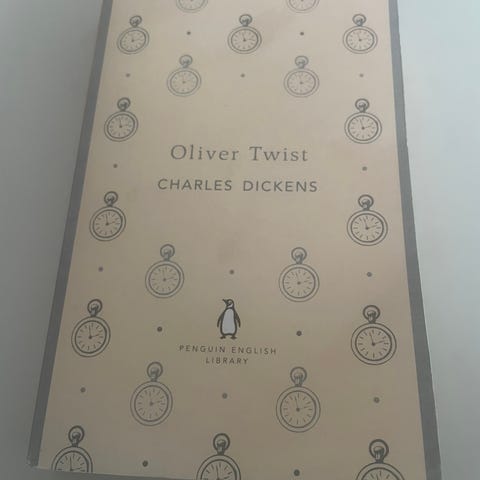 Oliver Twist
CHARLES DICKENS
PENGUIN ENGLISH
LIBRARY